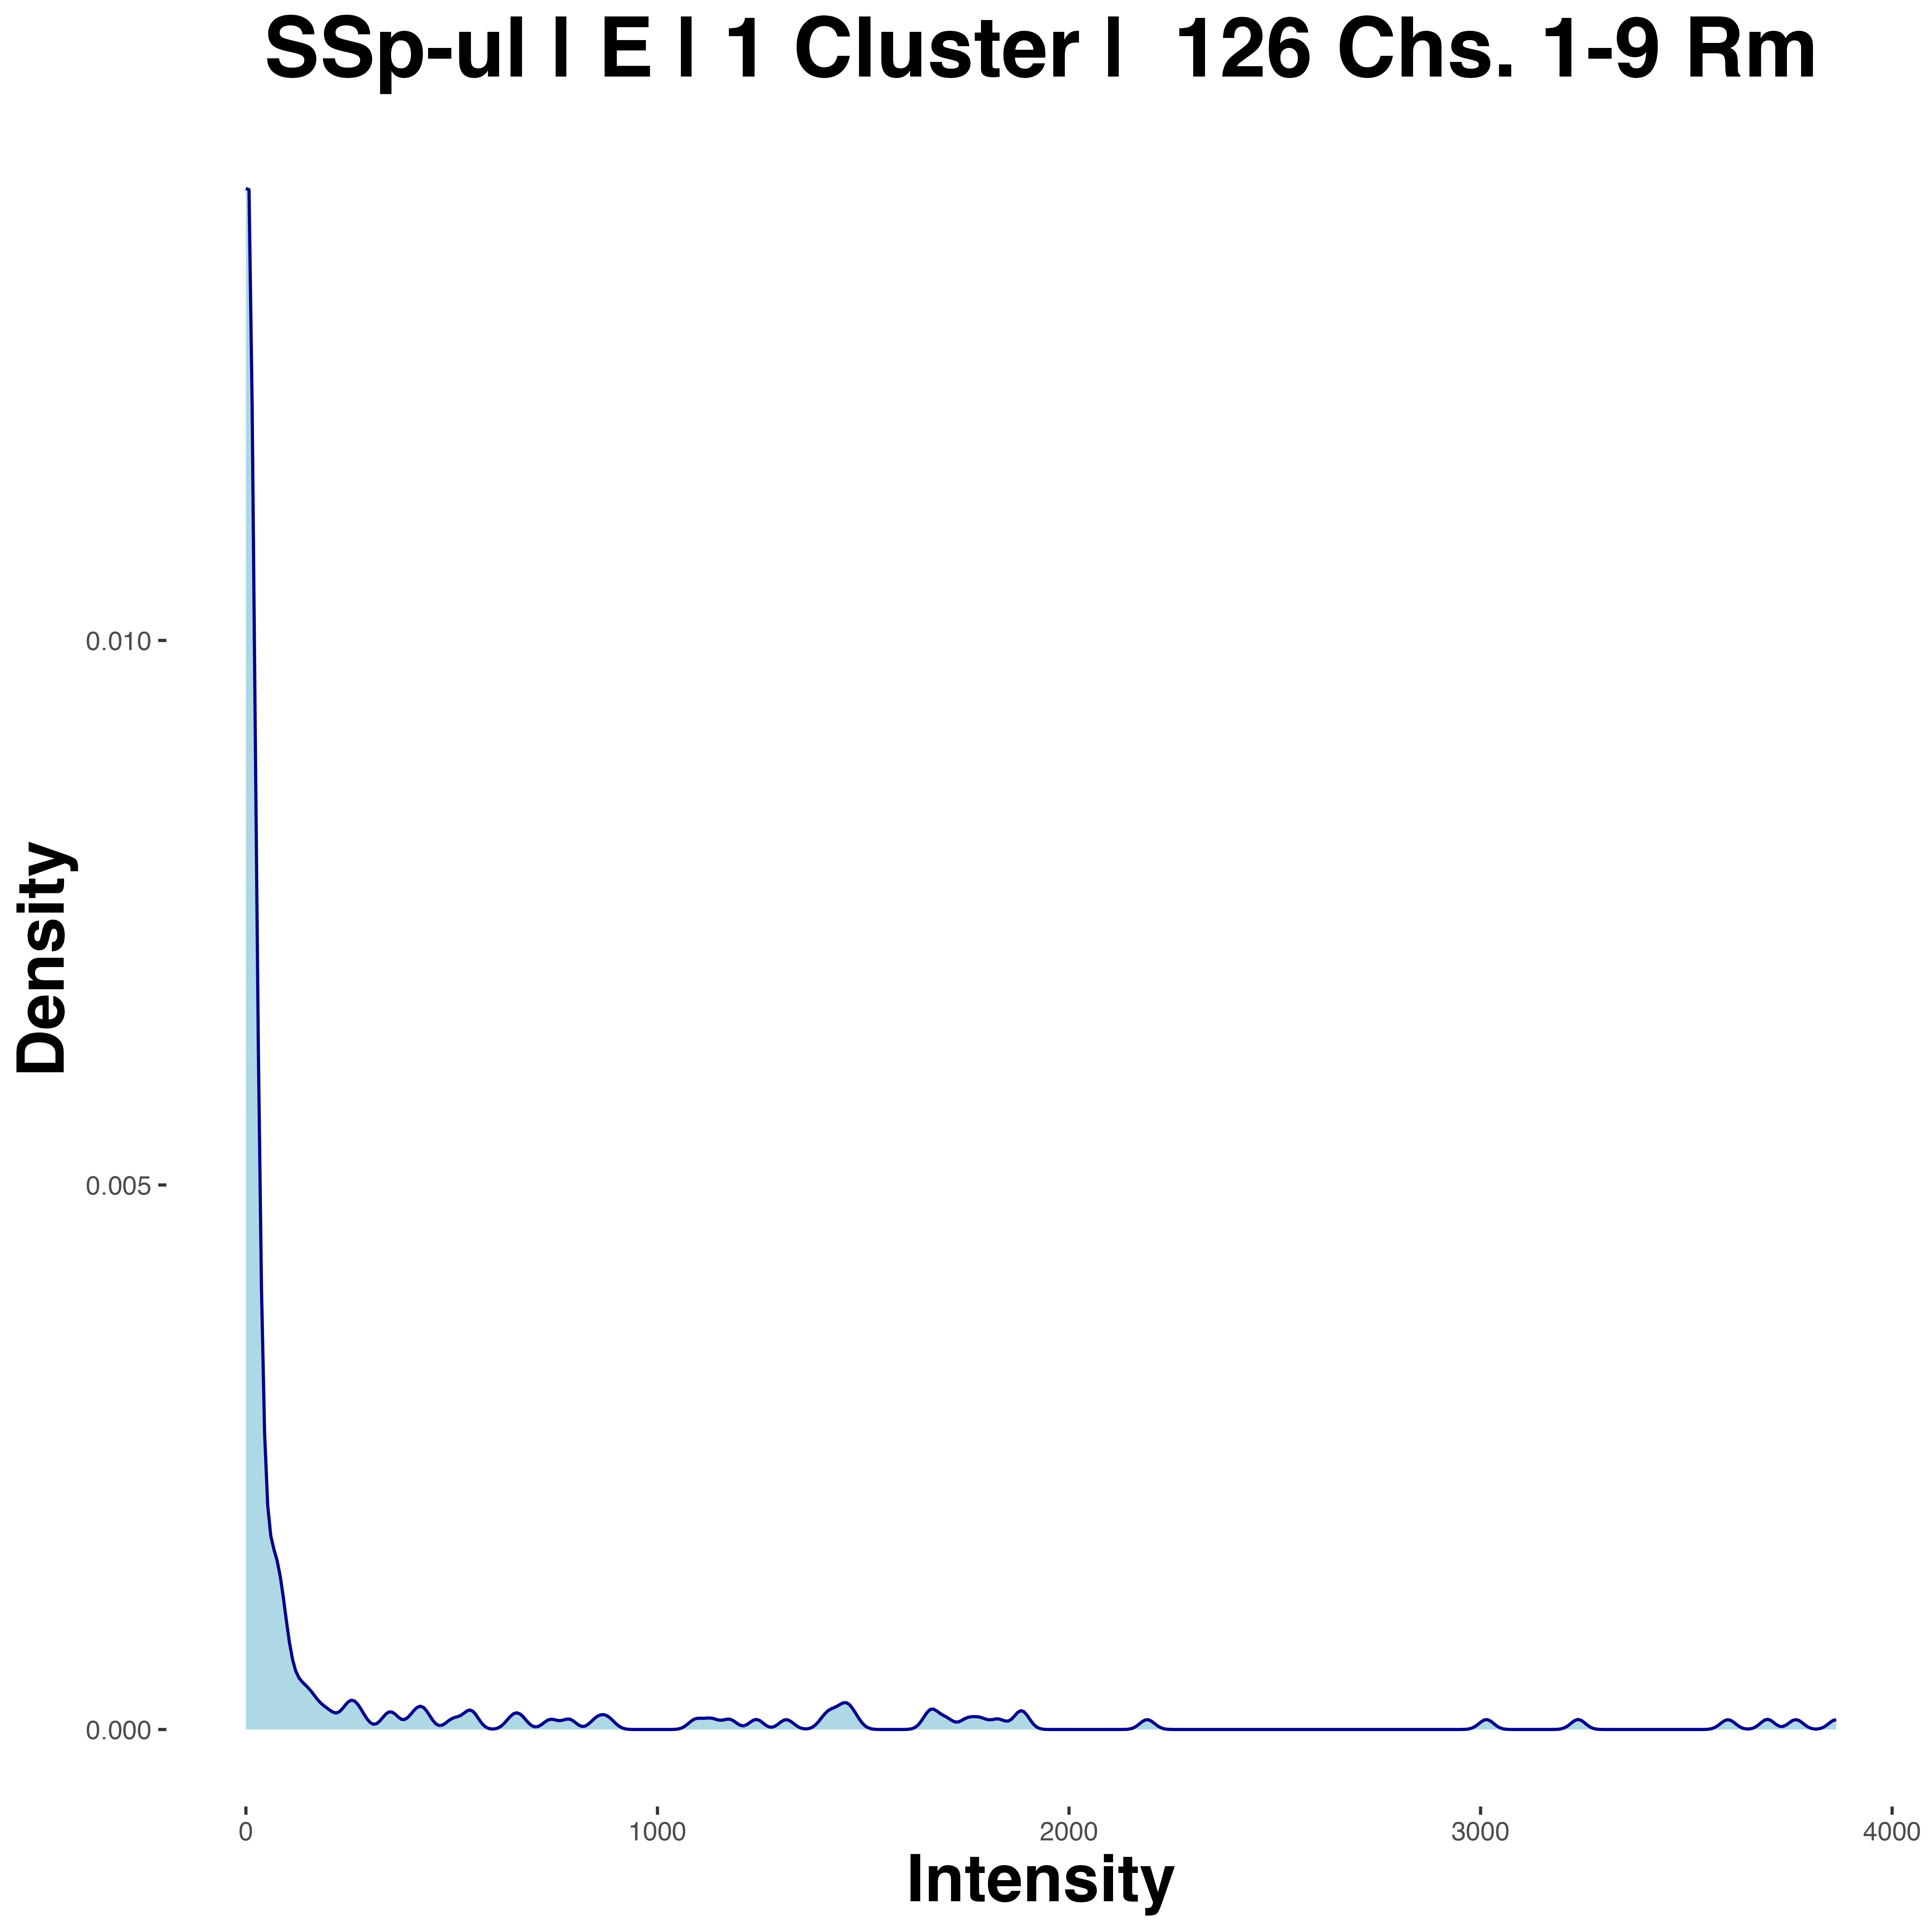 SSp-ul | E | 1 Cluster |  126 Chs. 1-9 Rm
Density
0.010
0.005
0.000
0 1000 2000 3000 4000
Intensity